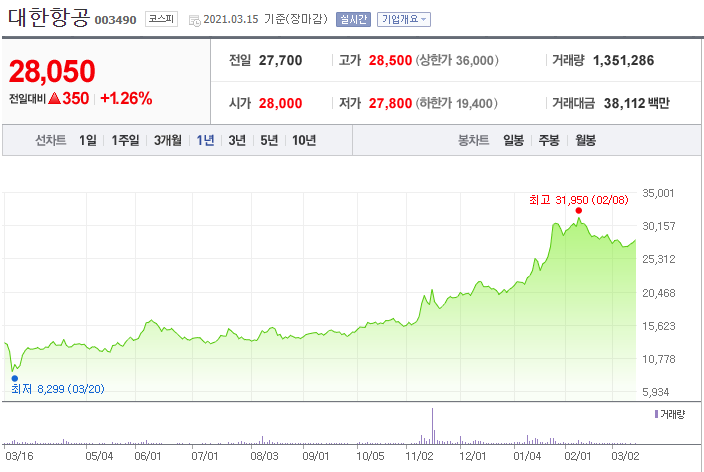 대한항공 003490 코스피 2021.03.15 기준(장마감) 실시간 기업개요
28,050 전일 27,700 고가 28,500 (상한가 36,000) 거래량 1,351,286
전일대비 ▲350 +1.26% 시가 28,000 저가 27,800 (하한가 19,400) 거래대금 38,112 백만
선차트 1일 1주일 3개월 1년 3년 5년 10년 봉차트 일봉 주봉 월봉
최고 31,950 (02/08)
35,001
30,157
25,312
20,468
15,623
10,778
5,934
최저 8,299 (03/20)
거래량
03/16 05/04 06/01 07/01 08/03 09/01 10/05 11/02 12/01 01/04 02/01 03/02